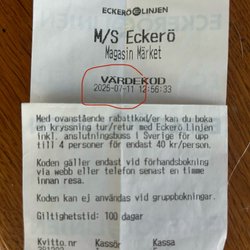 ECKERÖ LINJEN
M/S Eckerö
Magasin Märket
VÄRDEKOD
2025-07-11 12:56:33
Med ovanstående rabattkod/er kan du boka
en kryssning tur/retur med Eckerö Linjen
inkl. anslutningsbuss i Sverige för upp
till 4 personer för endast 40 kr/person.
Koden gäller endast vid förhandsbokning
via webb eller telefon senast en timme
innan resa.
Koden kan ej användas vid gruppbokningar.
Giltighetstid: 100 dagar
Kvitto.nr Kassör Kassa